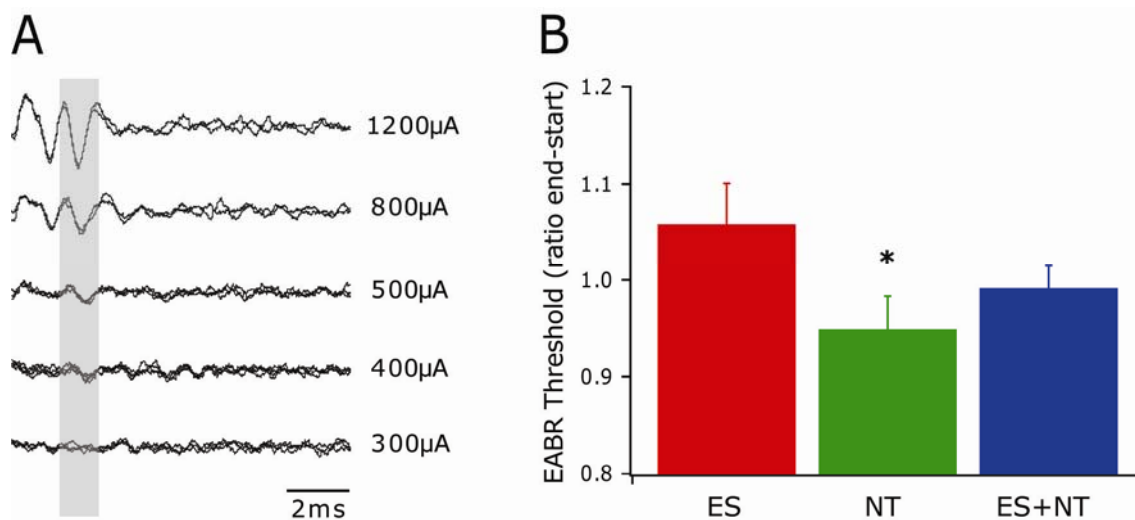 A
1200µA
800µA
500µA
400µA
300µA
2ms
B
EABR Threshold (ratio end-start)
1.2
1.1
1.0
0.9
0.8
*
ES NT ES+NT